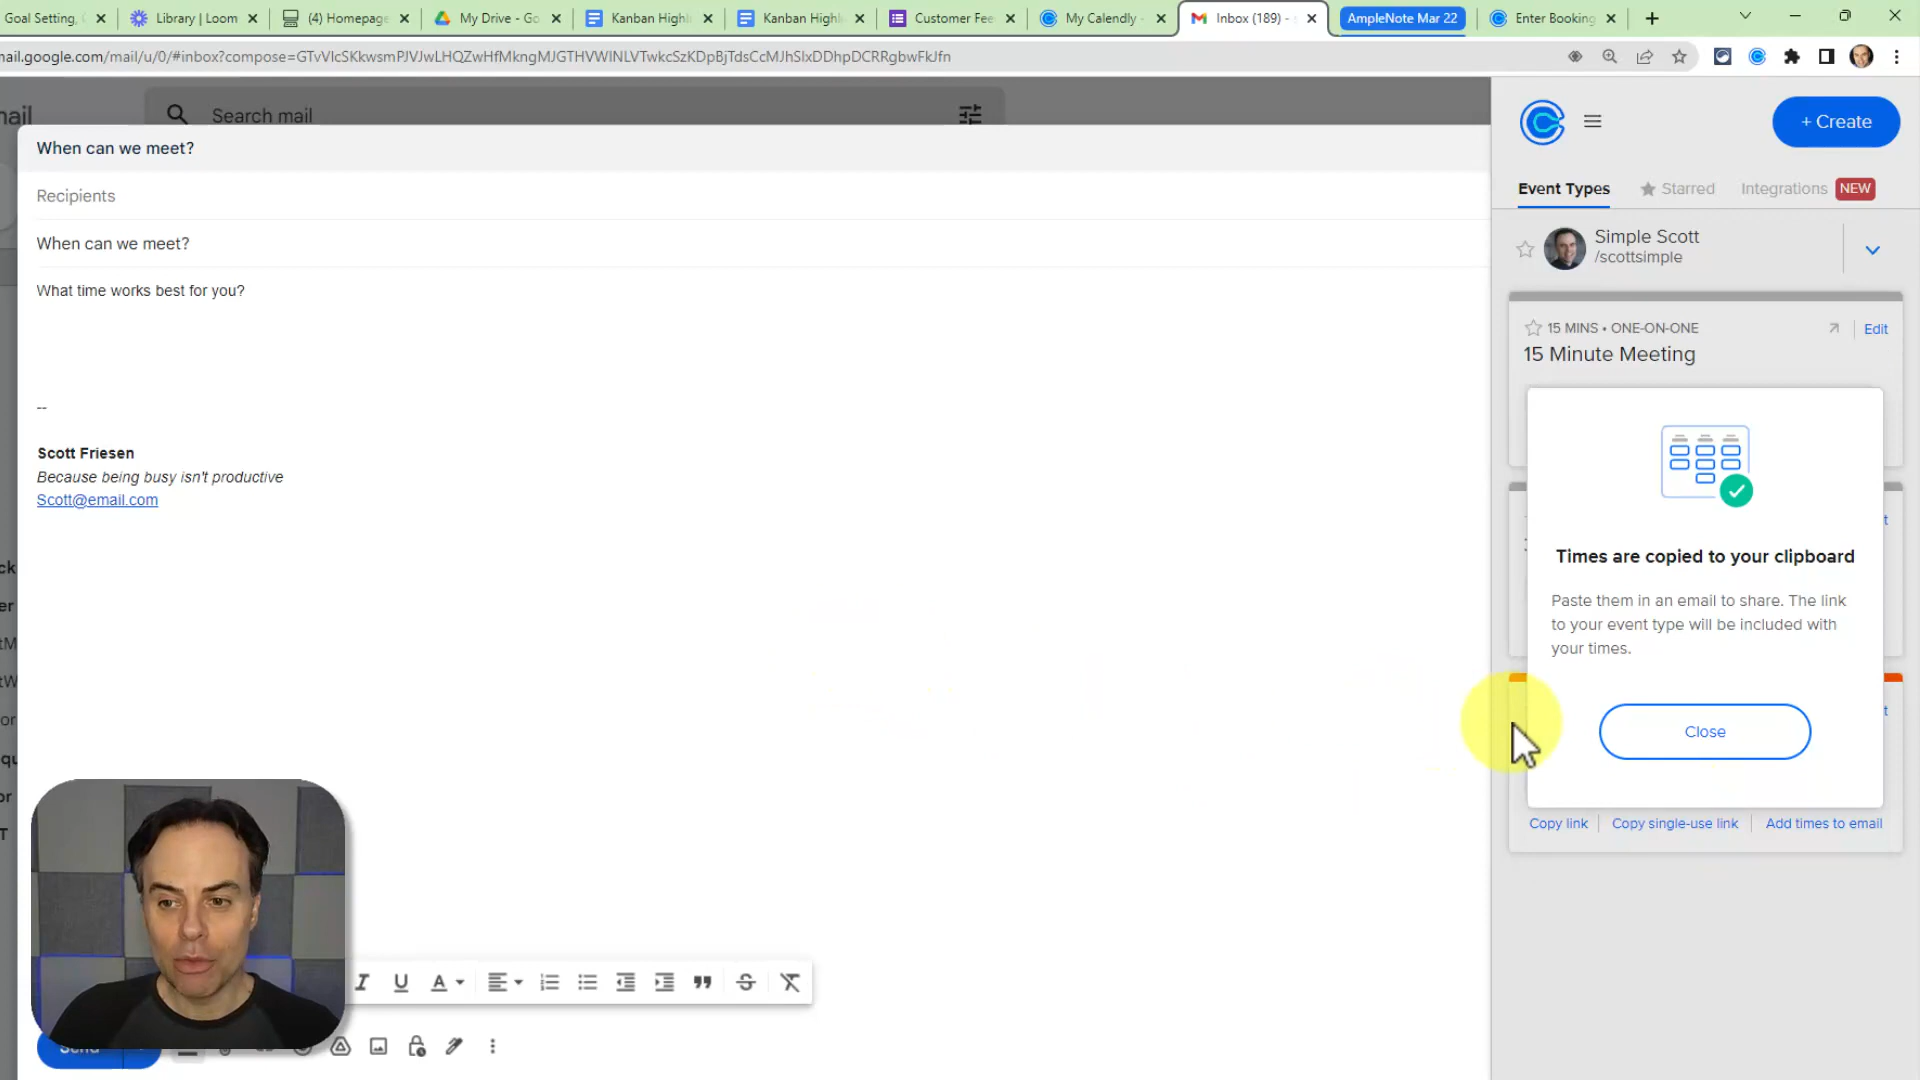 Goal Setting,
Library | Loom
(4) Homepage
My Drive - Go
Kanban Highl
Kanban Highl
Customer Fee
My Calendly -
Inbox (189) -
AmpleNote Mar 22
Enter Booking
mail.google.com/mail/u/0/#inbox?compose=GTvVlcSKkwsmPJVJwLHQZwHfMkngMJGTHVWlNLVTwkcSzKDpBjTdsCcMJhSlxDDhpDCRRgbwFkJfn
mail
Search mail
When can we meet?
Recipients
When can we meet?
What time works best for you?
--
Scott Friesen
Because being busy isn't productive
Scott@email.com
Send
+ Create
Event Types
Starred
Integrations
NEW
Simple Scott
/scottsimple
15 MINS • ONE-ON-ONE
Edit
15 Minute Meeting
Times are copied to your clipboard
Paste them in an email to share. The link
to your event type will be included with
your times.
Close
Copy link
Copy single-use link
Add times to email